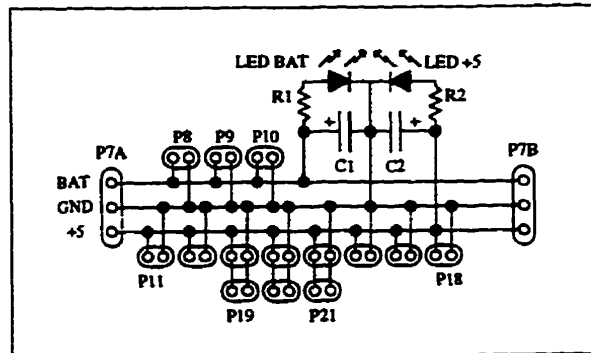 LED BAT LED +5
R1 R2
P8 P9 P10
+ +
C1 C2
P7A P7B
BAT
GND
+5
P11 P18
P19 P21